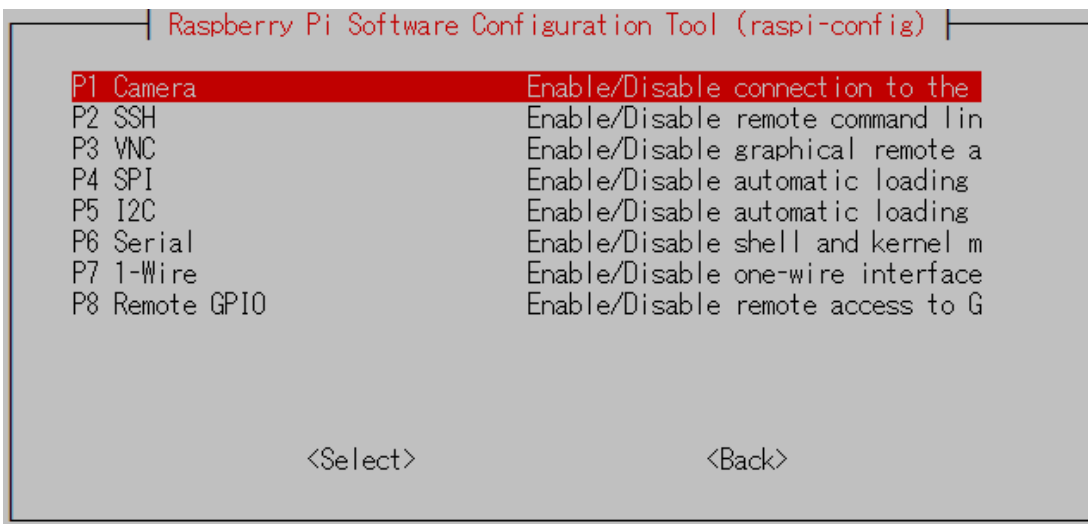 Raspberry Pi Software Configuration Tool (raspi-config)
P1 Camera Enable/Disable connection to the
P2 SSH Enable/Disable remote command lin
P3 VNC Enable/Disable graphical remote a
P4 SPI Enable/Disable automatic loading
P5 I2C Enable/Disable automatic loading
P6 Serial Enable/Disable shell and kernel m
P7 1-Wire Enable/Disable one-wire interface
P8 Remote GPIO Enable/Disable remote access to G
<Select> <Back>